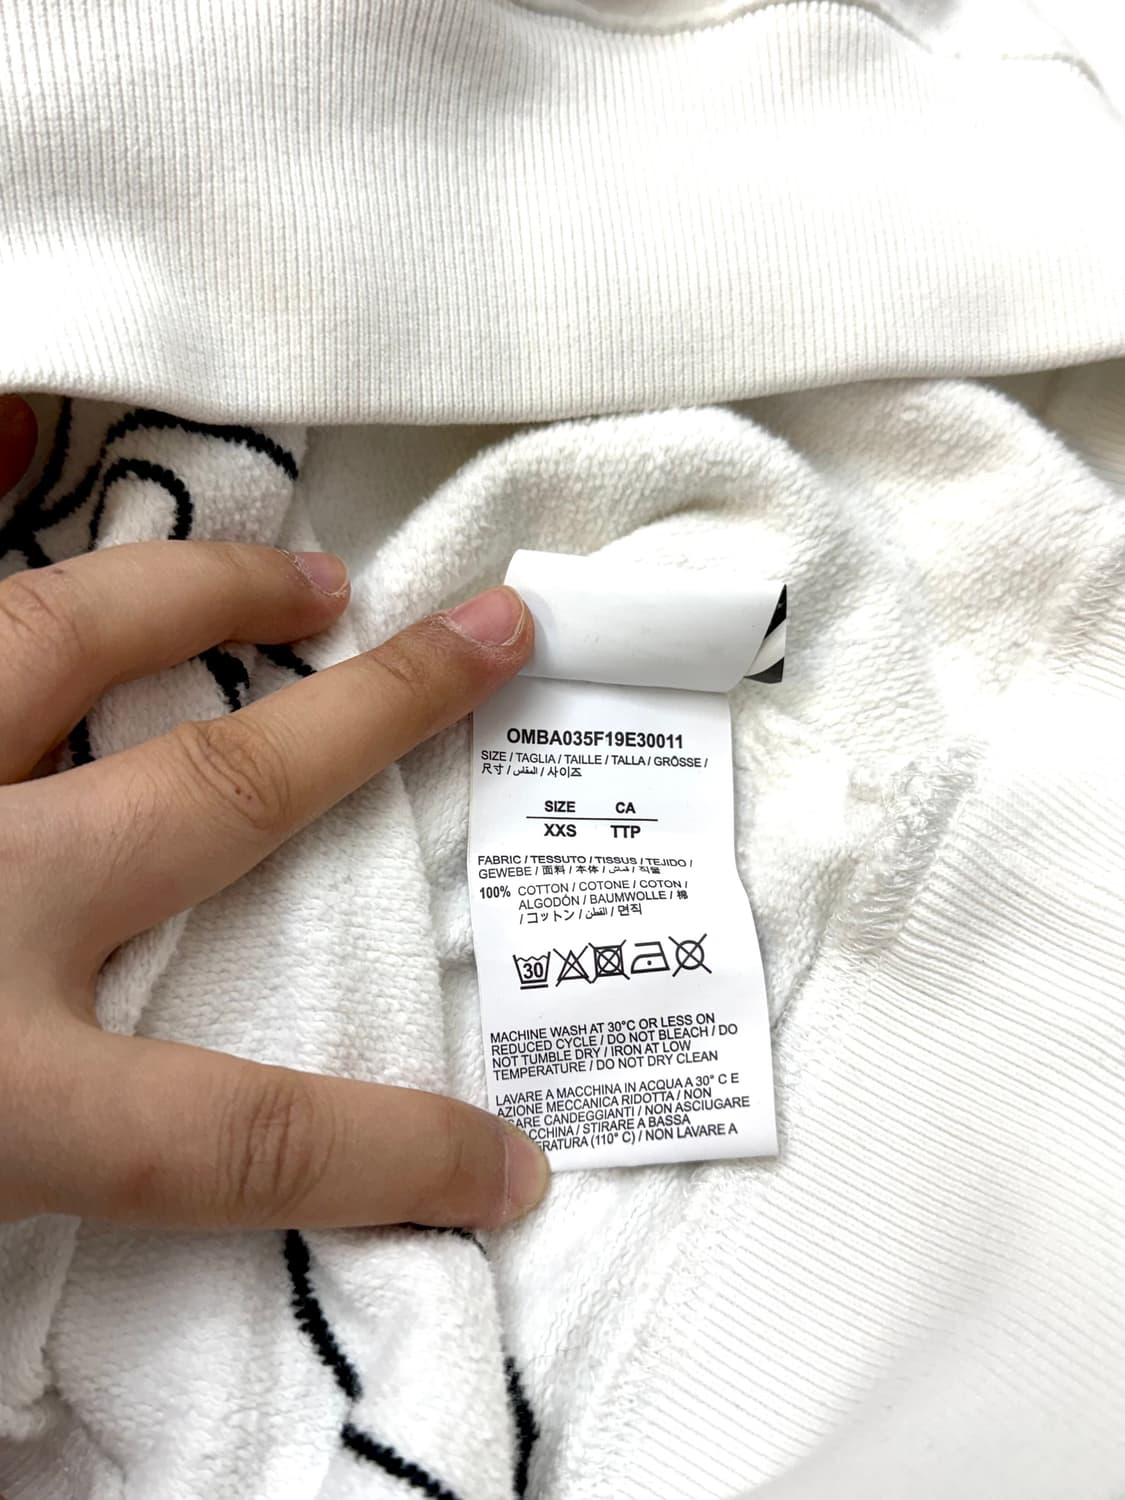 OMBA035F19E30011
SIZE / TAGLIA / TAILLE / TALLA / GRÖSSE /
尺寸 / المقاس / 사이즈
SIZE CA
XXS TTP
FABRIC / TESSUTO / TISSUS / TEJIDO /
GEWEBE / 面料 / 本体 / قماش / 직물
100% COTTON / COTONE / COTON /
ALGODÓN / BAUMWOLLE / 棉
/ コットン / القطن / 면직
30
MACHINE WASH AT 30°C OR LESS ON
REDUCED CYCLE / DO NOT BLEACH / DO
NOT TUMBLE DRY / IRON AT LOW
TEMPERATURE / DO NOT DRY CLEAN
LAVARE A MACCHINA IN ACQUA A 30° C E
AZIONE MECCANICA RIDOTTA / NON
CANDEGGIANTI / NON ASCIUGARE
/ STIRARE A BASSA
(110° C) / NON LAVARE A